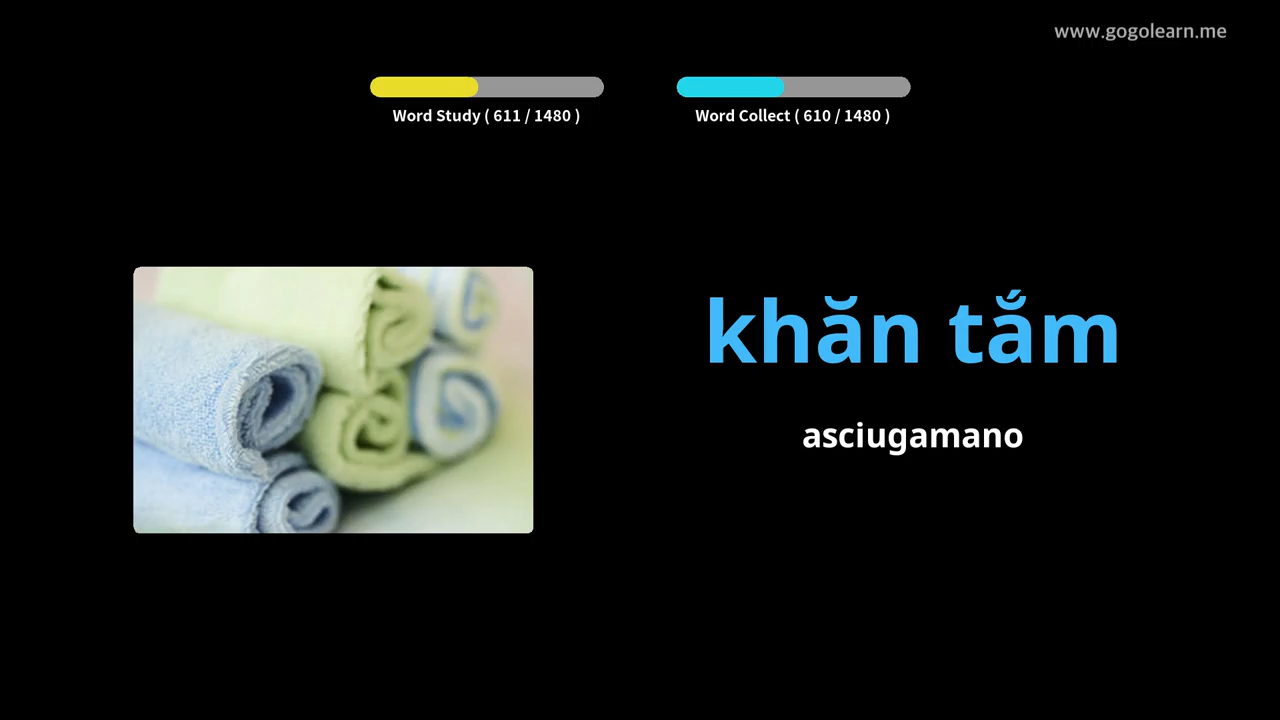 www.gogolearn.me
Word Study ( 611 / 1480 )
Word Collect ( 610 / 1480 )
khăn tắm
asciugamano